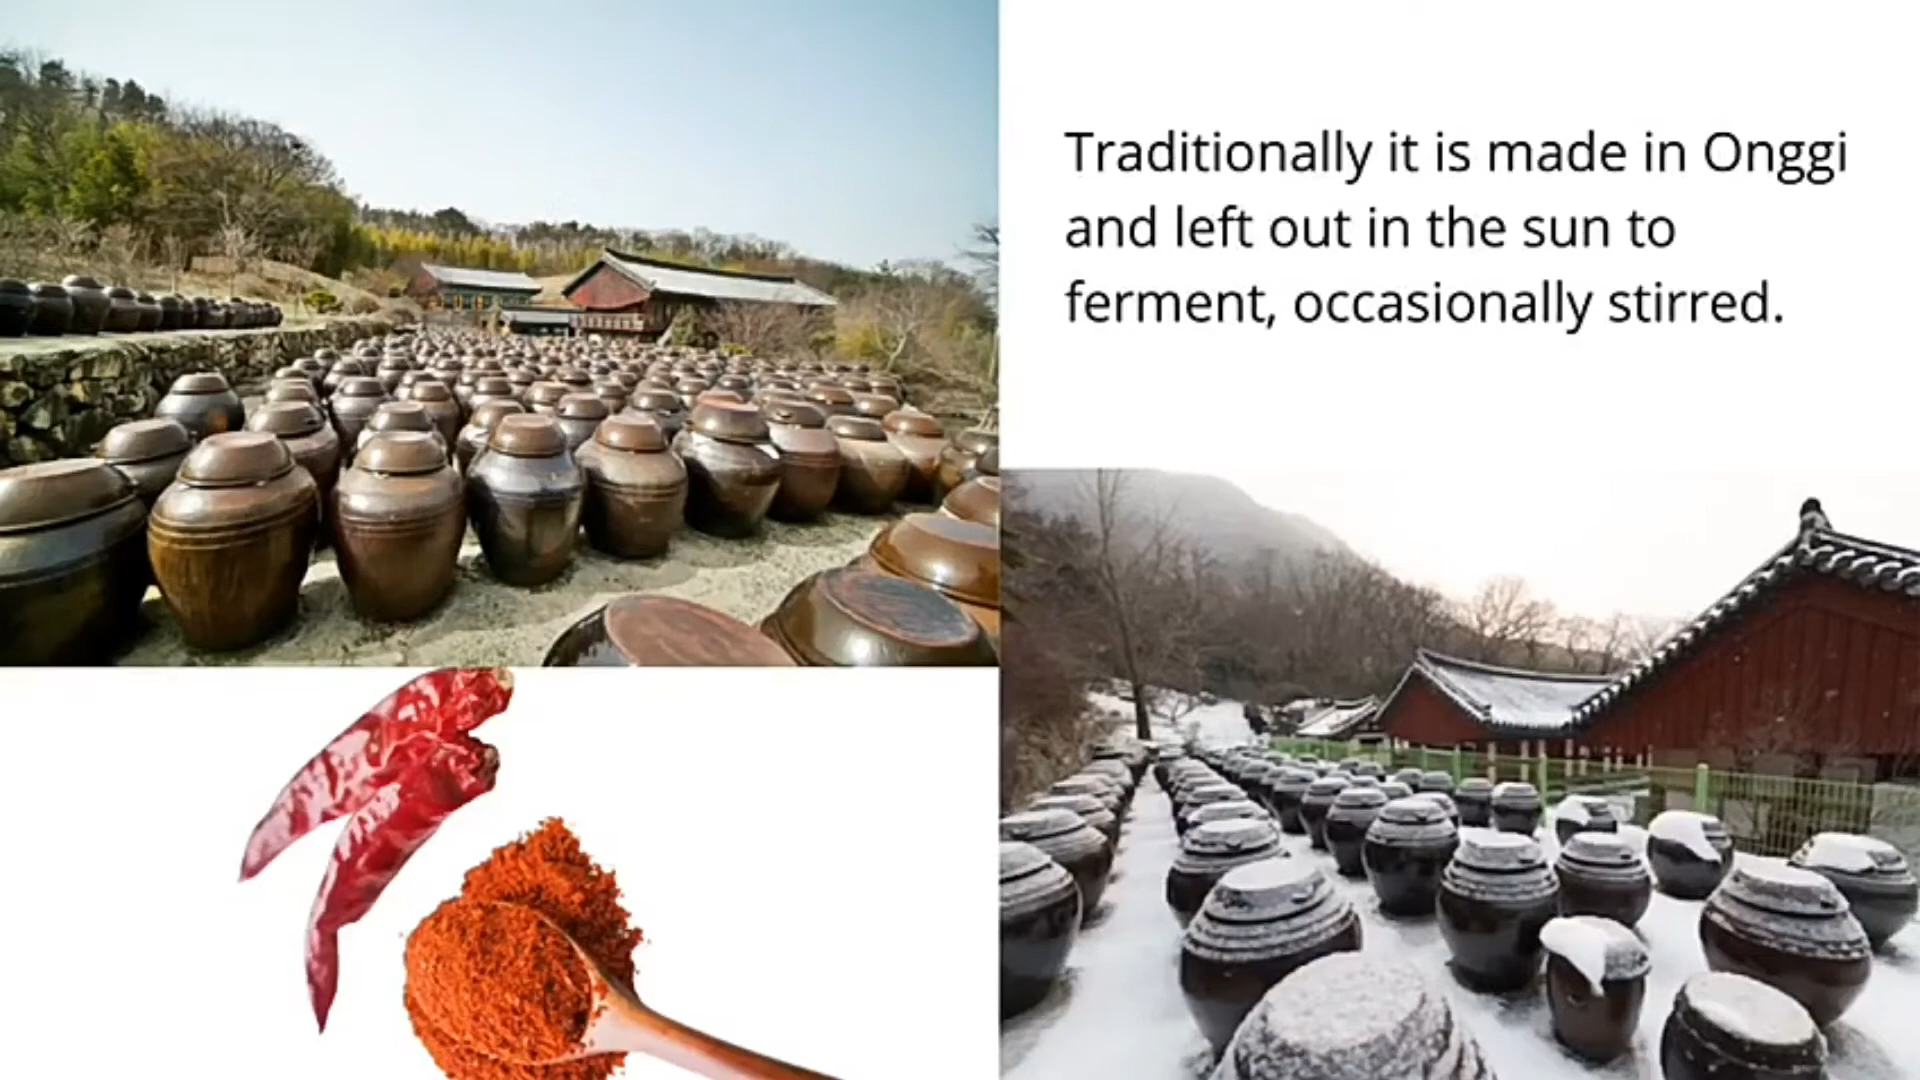 Traditionally it is made in Onggi
and left out in the sun to
ferment, occasionally stirred.